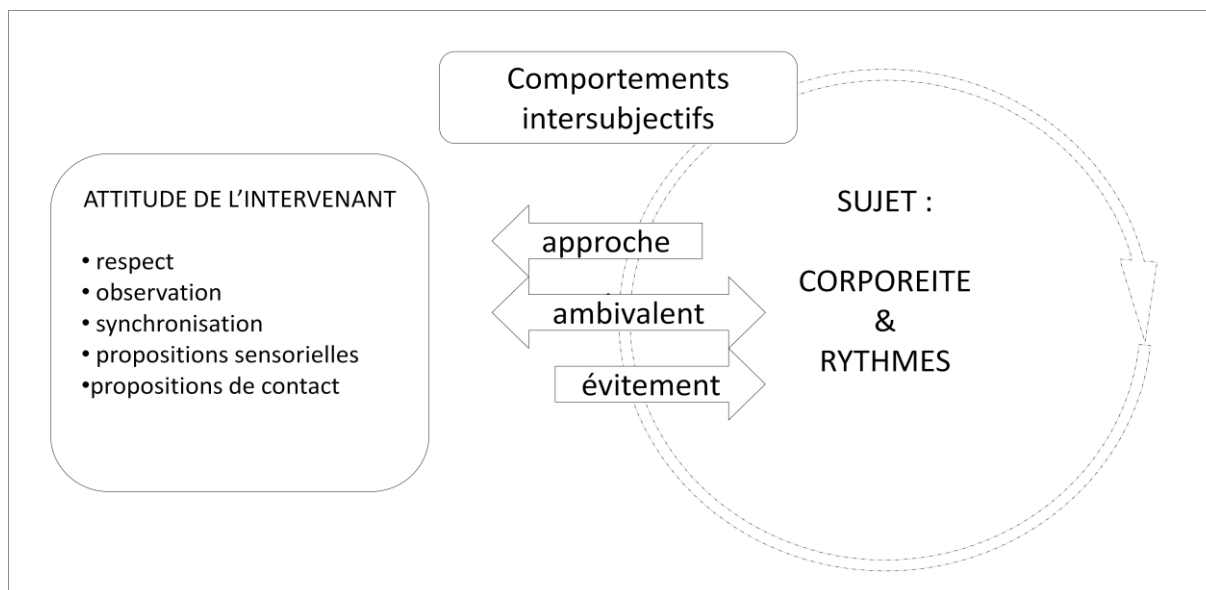 Comportements
intersubjectifs
ATTITUDE DE L’INTERVENANT
• respect
• observation
• synchronisation
• propositions sensorielles
•propositions de contact
approche
ambivalent
évitement
SUJET :
CORPOREITE
&
RYTHMES